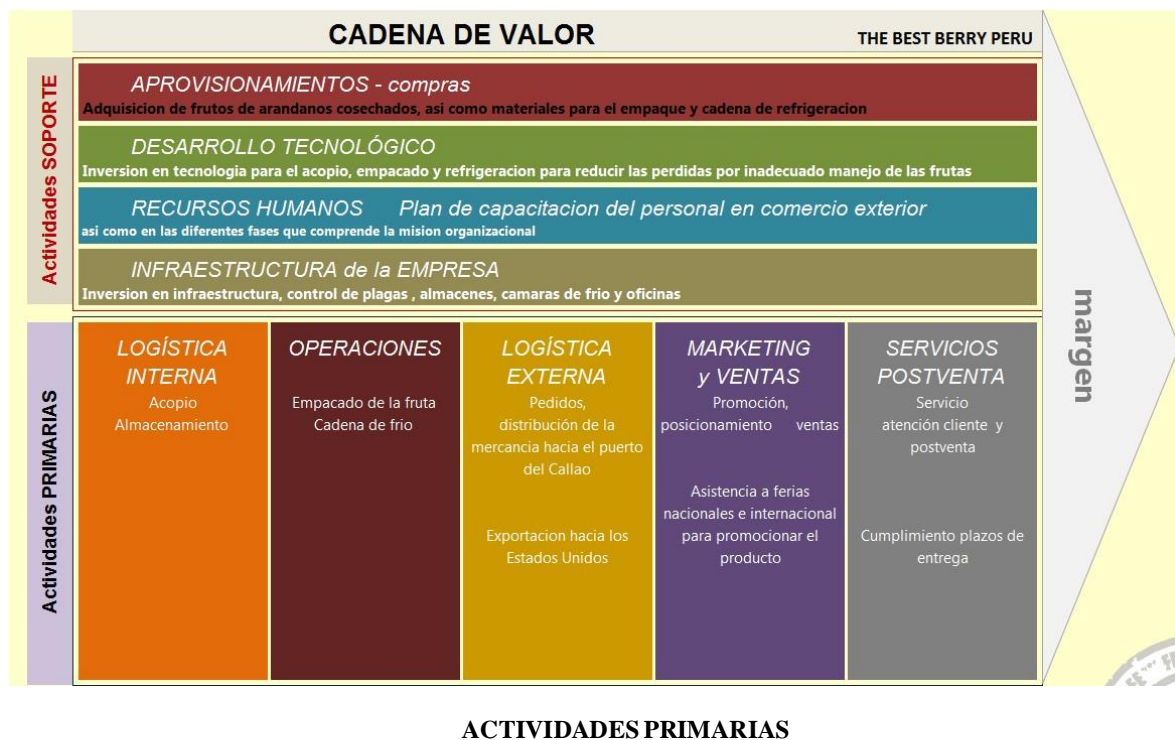 CADENA DE VALOR THE BEST BERRY PERU
Actividades SOPORTE
APROVISIONAMIENTOS - compras
Adquisicion de frutos de arandanos cosechados, asi como materiales para el empaque y cadena de refrigeracion
DESARROLLO TECNOLÓGICO
Inversion en tecnologia para el acopio, empacado y refrigeracion para reducir las perdidas por inadecuado manejo de las frutas
RECURSOS HUMANOS Plan de capacitacion del personal en comercio exterior
asi como en las diferentes fases que comprende la mision organizacional
INFRAESTRUCTURA de la EMPRESA
Inversion en infraestructura, control de plagas , almacenes, camaras de frio y oficinas
Actividades PRIMARIAS
LOGÍSTICA
INTERNA
Acopio
Almacenamiento
OPERACIONES
Empacado de la fruta
Cadena de frio
LOGÍSTICA
EXTERNA
Pedidos,
distribución de la
mercancia hacia el puerto
del Callao
Exportacion hacia los
Estados Unidos
MARKETING
y VENTAS
Promoción,
posicionamiento ventas
Asistencia a ferias
nacionales e internacional
para promocionar el
producto
SERVICIOS
POSTVENTA
Servicio
atención cliente y
postventa
Cumplimiento plazos de
entrega
margen
ACTIVIDADES PRIMARIAS